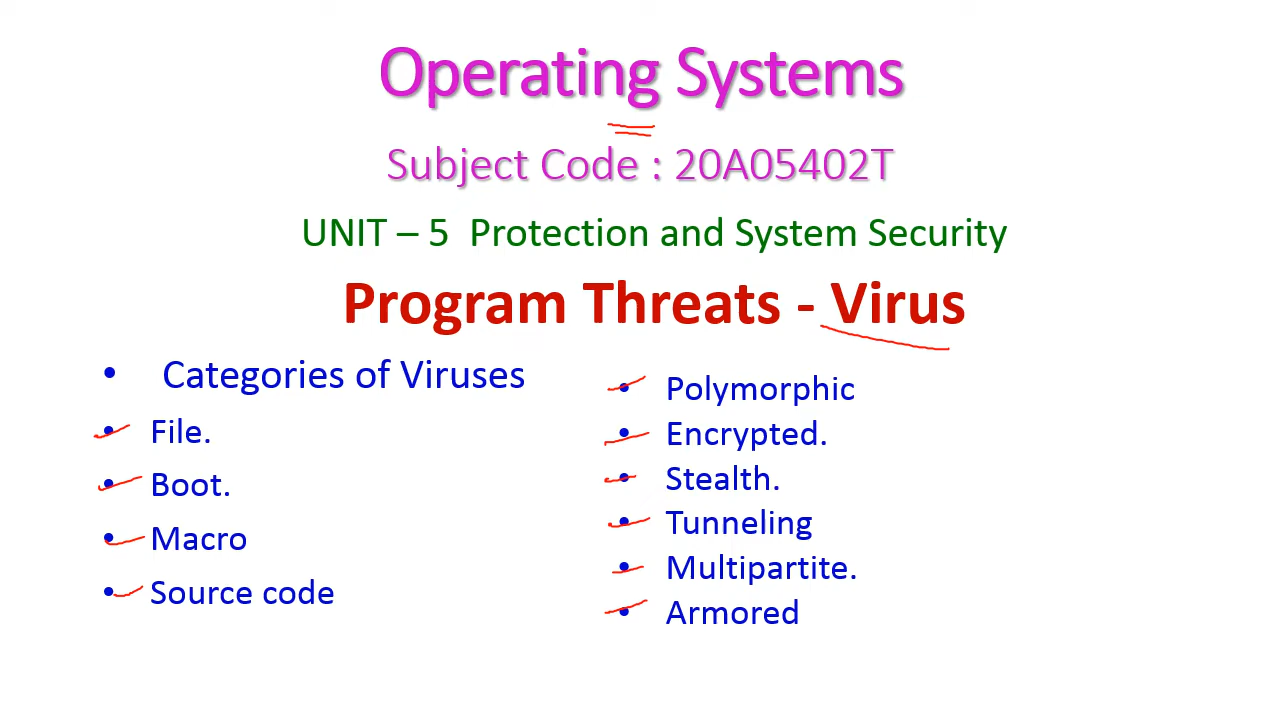 Operating Systems
Subject Code : 20A05402T
UNIT – 5 Protection and System Security
Program Threats - Virus
• Categories of Viruses
• File.
• Boot.
• Macro
• Source code
• Polymorphic
• Encrypted.
• Stealth.
• Tunneling
• Multipartite.
• Armored